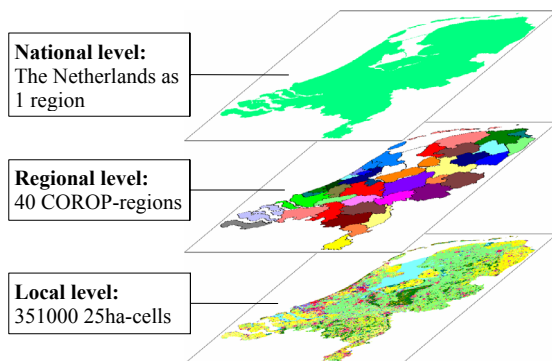 National level:
The Netherlands as
1 region
Regional level:
40 COROP-regions
Local level:
351000 25ha-cells